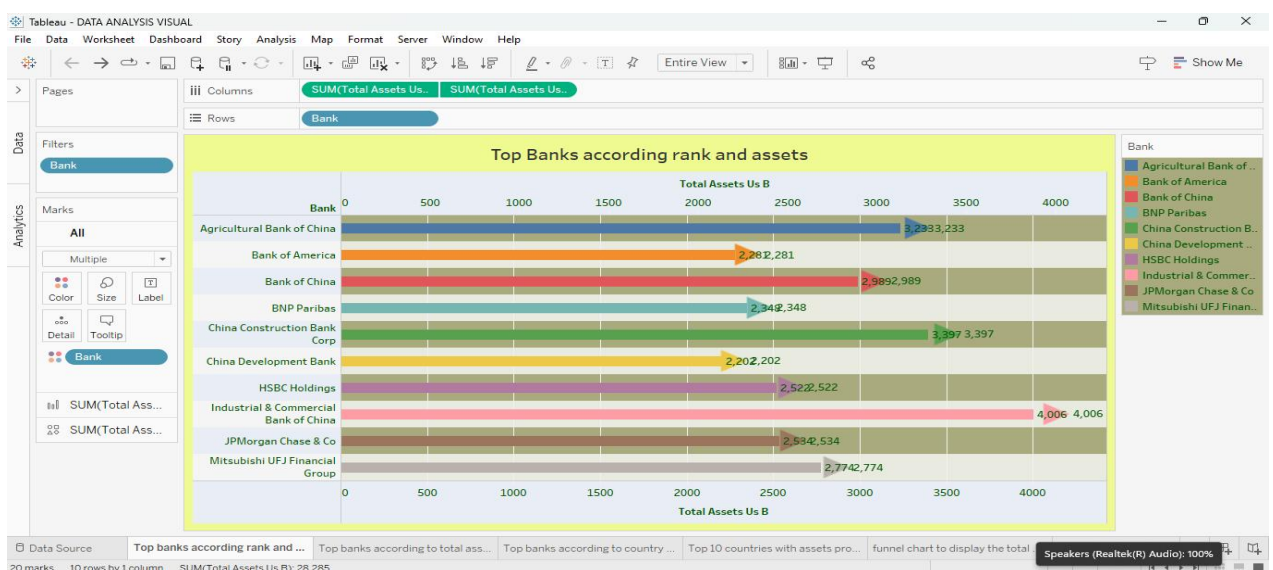 Tableau - DATA ANALYSIS VISUAL
File Data Worksheet Dashboard Story Analysis Map Format Server Window Help
Entire View
Show Me
Pages
Columns SUM(Total Assets Us.. SUM(Total Assets Us..
Rows Bank
Data
Analytics
Filters
Bank
Marks
All
Multiple
Color Size Label
Detail Tooltip
Bank
SUM(Total Ass...
SUM(Total Ass...
Top Banks according rank and assets
Total Assets Us B
Bank 0 500 1000 1500 2000 2500 3000 3500 4000
Agricultural Bank of China 3,233 3,233
Bank of America 2,281 2,281
Bank of China 2,989 2,989
BNP Paribas 2,348 2,348
China Construction Bank
Corp 3,397 3,397
China Development Bank 2,202 2,202
HSBC Holdings 2,522 2,522
Industrial & Commercial
Bank of China 4,006 4,006
JPMorgan Chase & Co 2,534 2,534
Mitsubishi UFJ Financial
Group 2,774 2,774
0 500 1000 1500 2000 2500 3000 3500 4000
Total Assets Us B
Bank
Agricultural Bank of ..
Bank of America
Bank of China
BNP Paribas
China Construction B..
China Development ..
HSBC Holdings
Industrial & Commer..
JPMorgan Chase & Co
Mitsubishi UFJ Finan..
Data Source Top banks according rank and ... Top banks according to total ass... Top banks according to country ... Top 10 countries with assets pro... funnel chart to display the total
Speakers (Realtek(R) Audio): 100%
20 marks 10 rows by 1 column SUM(Total Assets Us B): 28,285